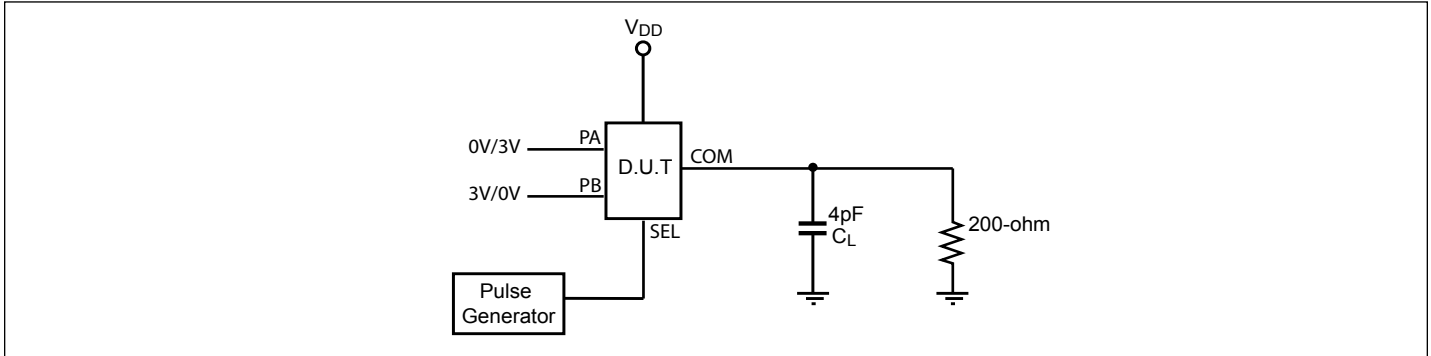 VDD
0V/3V
PA
D.U.T
COM
3V/0V
PB
SEL
4pF
CL
200-ohm
Pulse
Generator